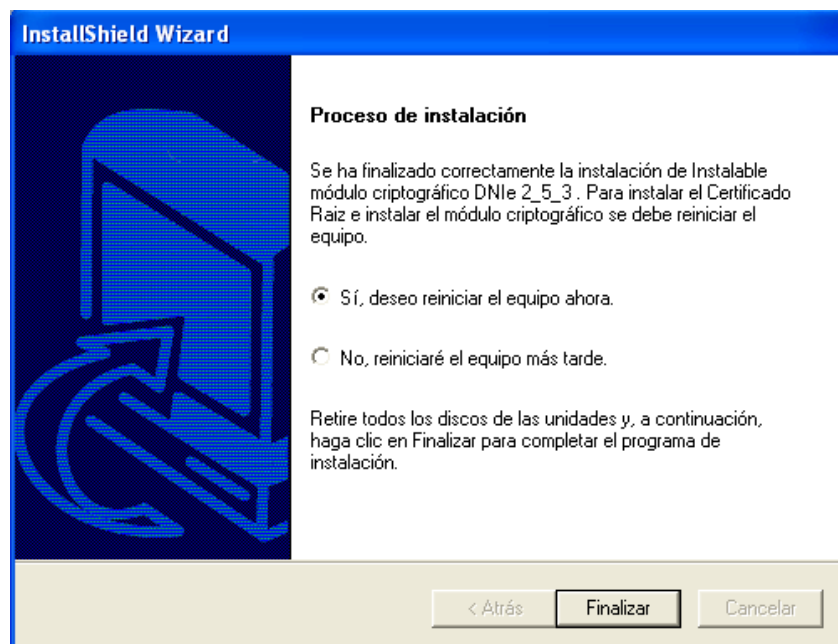 InstallShield Wizard
Proceso de instalación
Se ha finalizado correctamente la instalación de Instalable
módulo criptográfico DNIe 2_5_3 . Para instalar el Certificado
Raiz e instalar el módulo criptográfico se debe reiniciar el
equipo.
Sí, deseo reiniciar el equipo ahora.
No, reiniciaré el equipo más tarde.
Retire todos los discos de las unidades y, a continuación,
haga clic en Finalizar para completar el programa de
instalación.
< Atrás Finalizar Cancelar